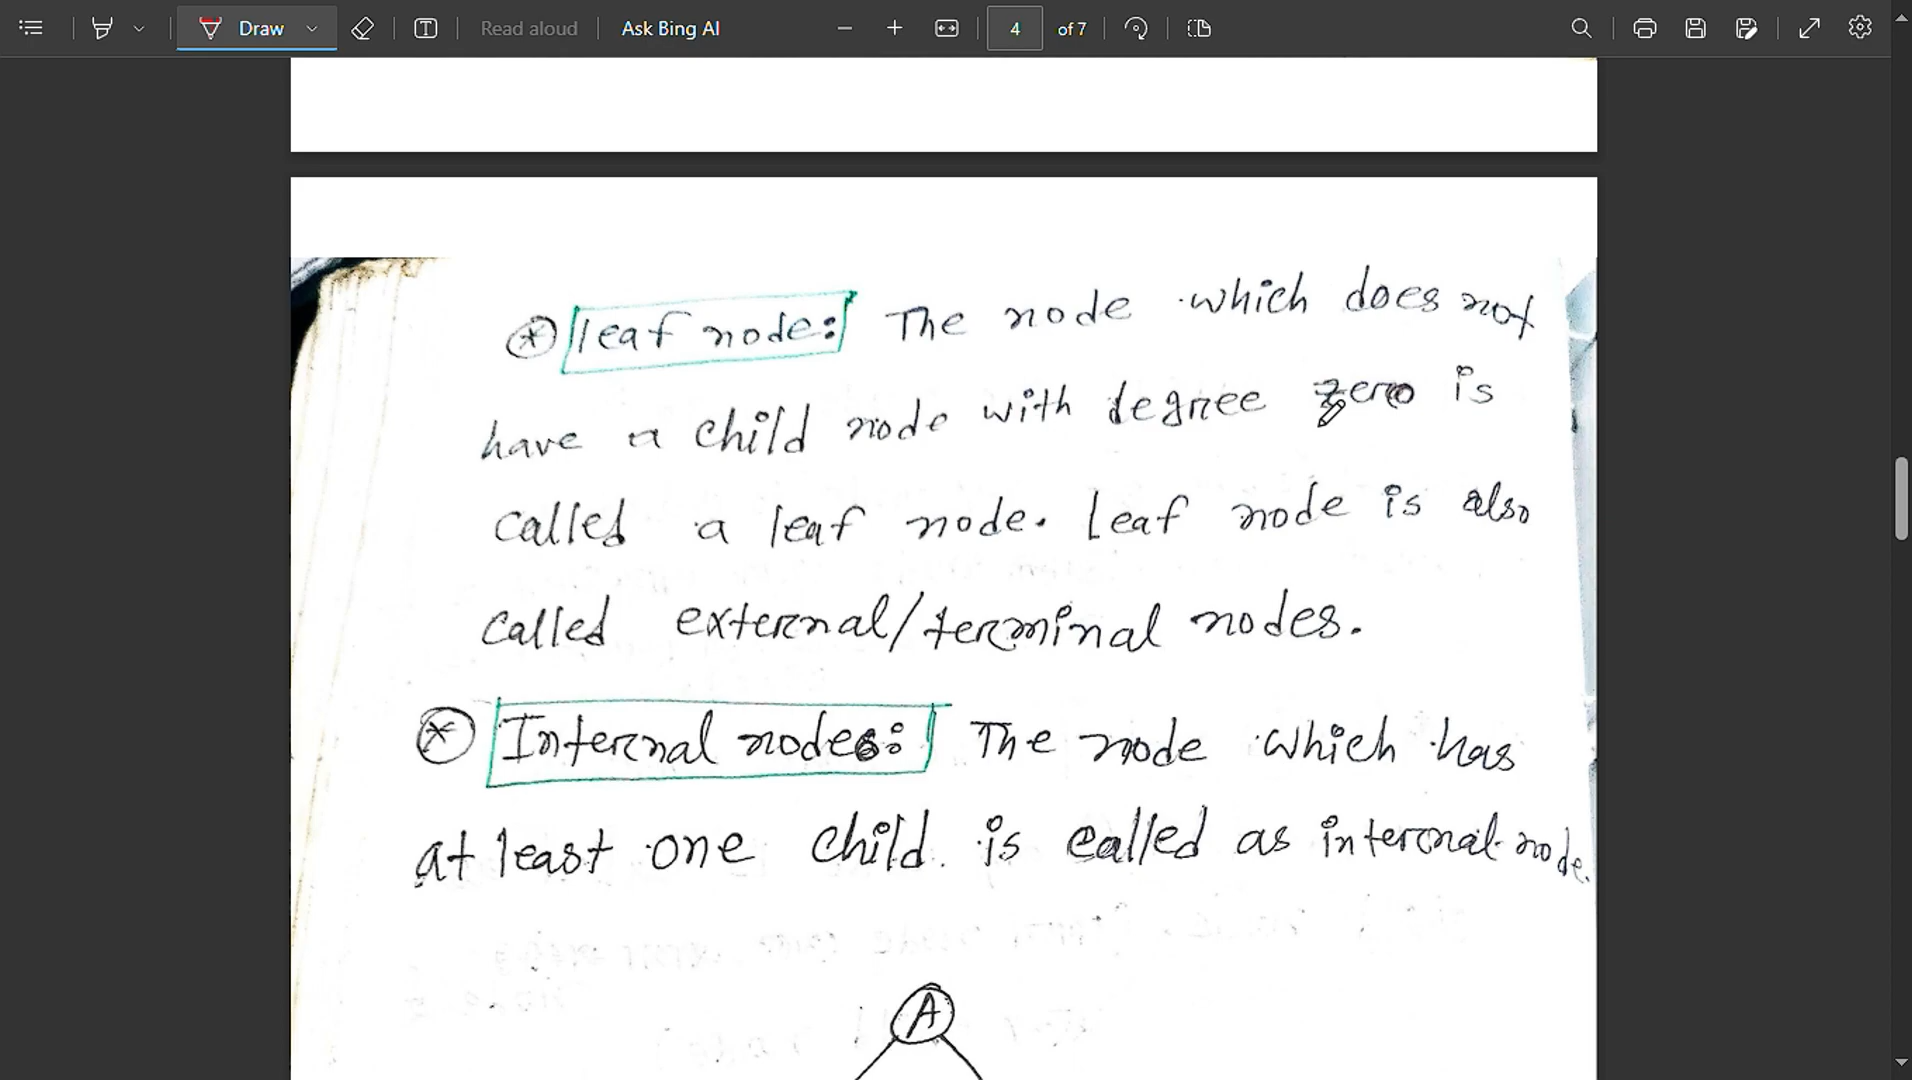 Draw
Read aloud
Ask Bing AI
4
of 7
leaf node: The node which does not
have a child node with degree zero is
called a leaf node. Leaf node is also
called external/terminal nodes.
Internal nodes: The node which has
at least one child. is called as internal node.
A